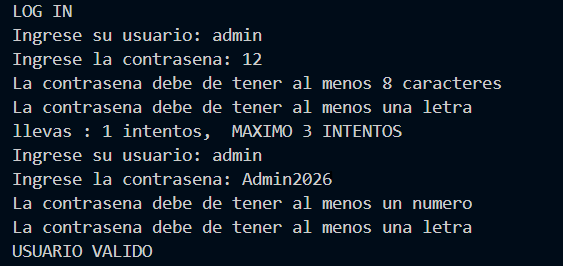 LOG IN
Ingrese su usuario: admin
Ingrese la contrasena: 12
La contrasena debe de tener al menos 8 caracteres
La contrasena debe de tener al menos una letra
llevas : 1 intentos,  MAXIMO 3 INTENTOS
Ingrese su usuario: admin
Ingrese la contrasena: Admin2026
La contrasena debe de tener al menos un numero
La contrasena debe de tener al menos una letra
USUARIO VALIDO